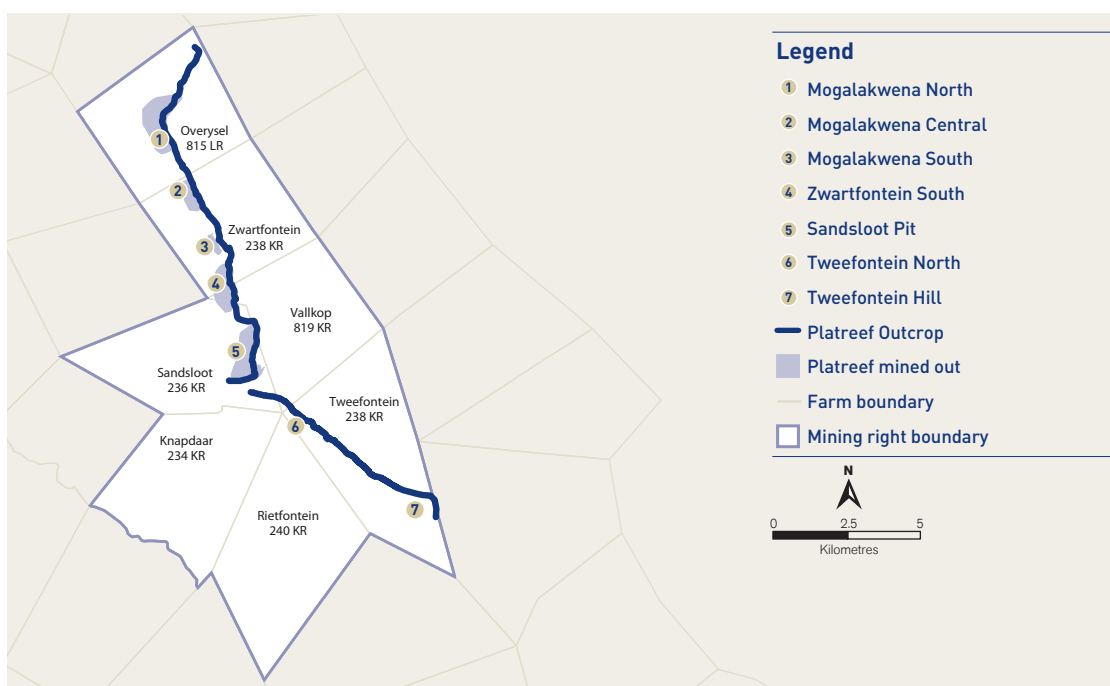 Overysel
815 LR
1
2
Zwartfontein
238 KR
3
4
Vallkop
819 KR
5
Sandsloot
236 KR
Tweefontein
238 KR
6
Knapdaar
234 KR
7
Rietfontein
240 KR
Legend
1 Mogalakwena North
2 Mogalakwena Central
3 Mogalakwena South
4 Zwartfontein South
5 Sandsloot Pit
6 Tweefontein North
7 Tweefontein Hill
Platreef Outcrop
Platreef mined out
Farm boundary
Mining right boundary
N
0 2.5 5
Kilometres